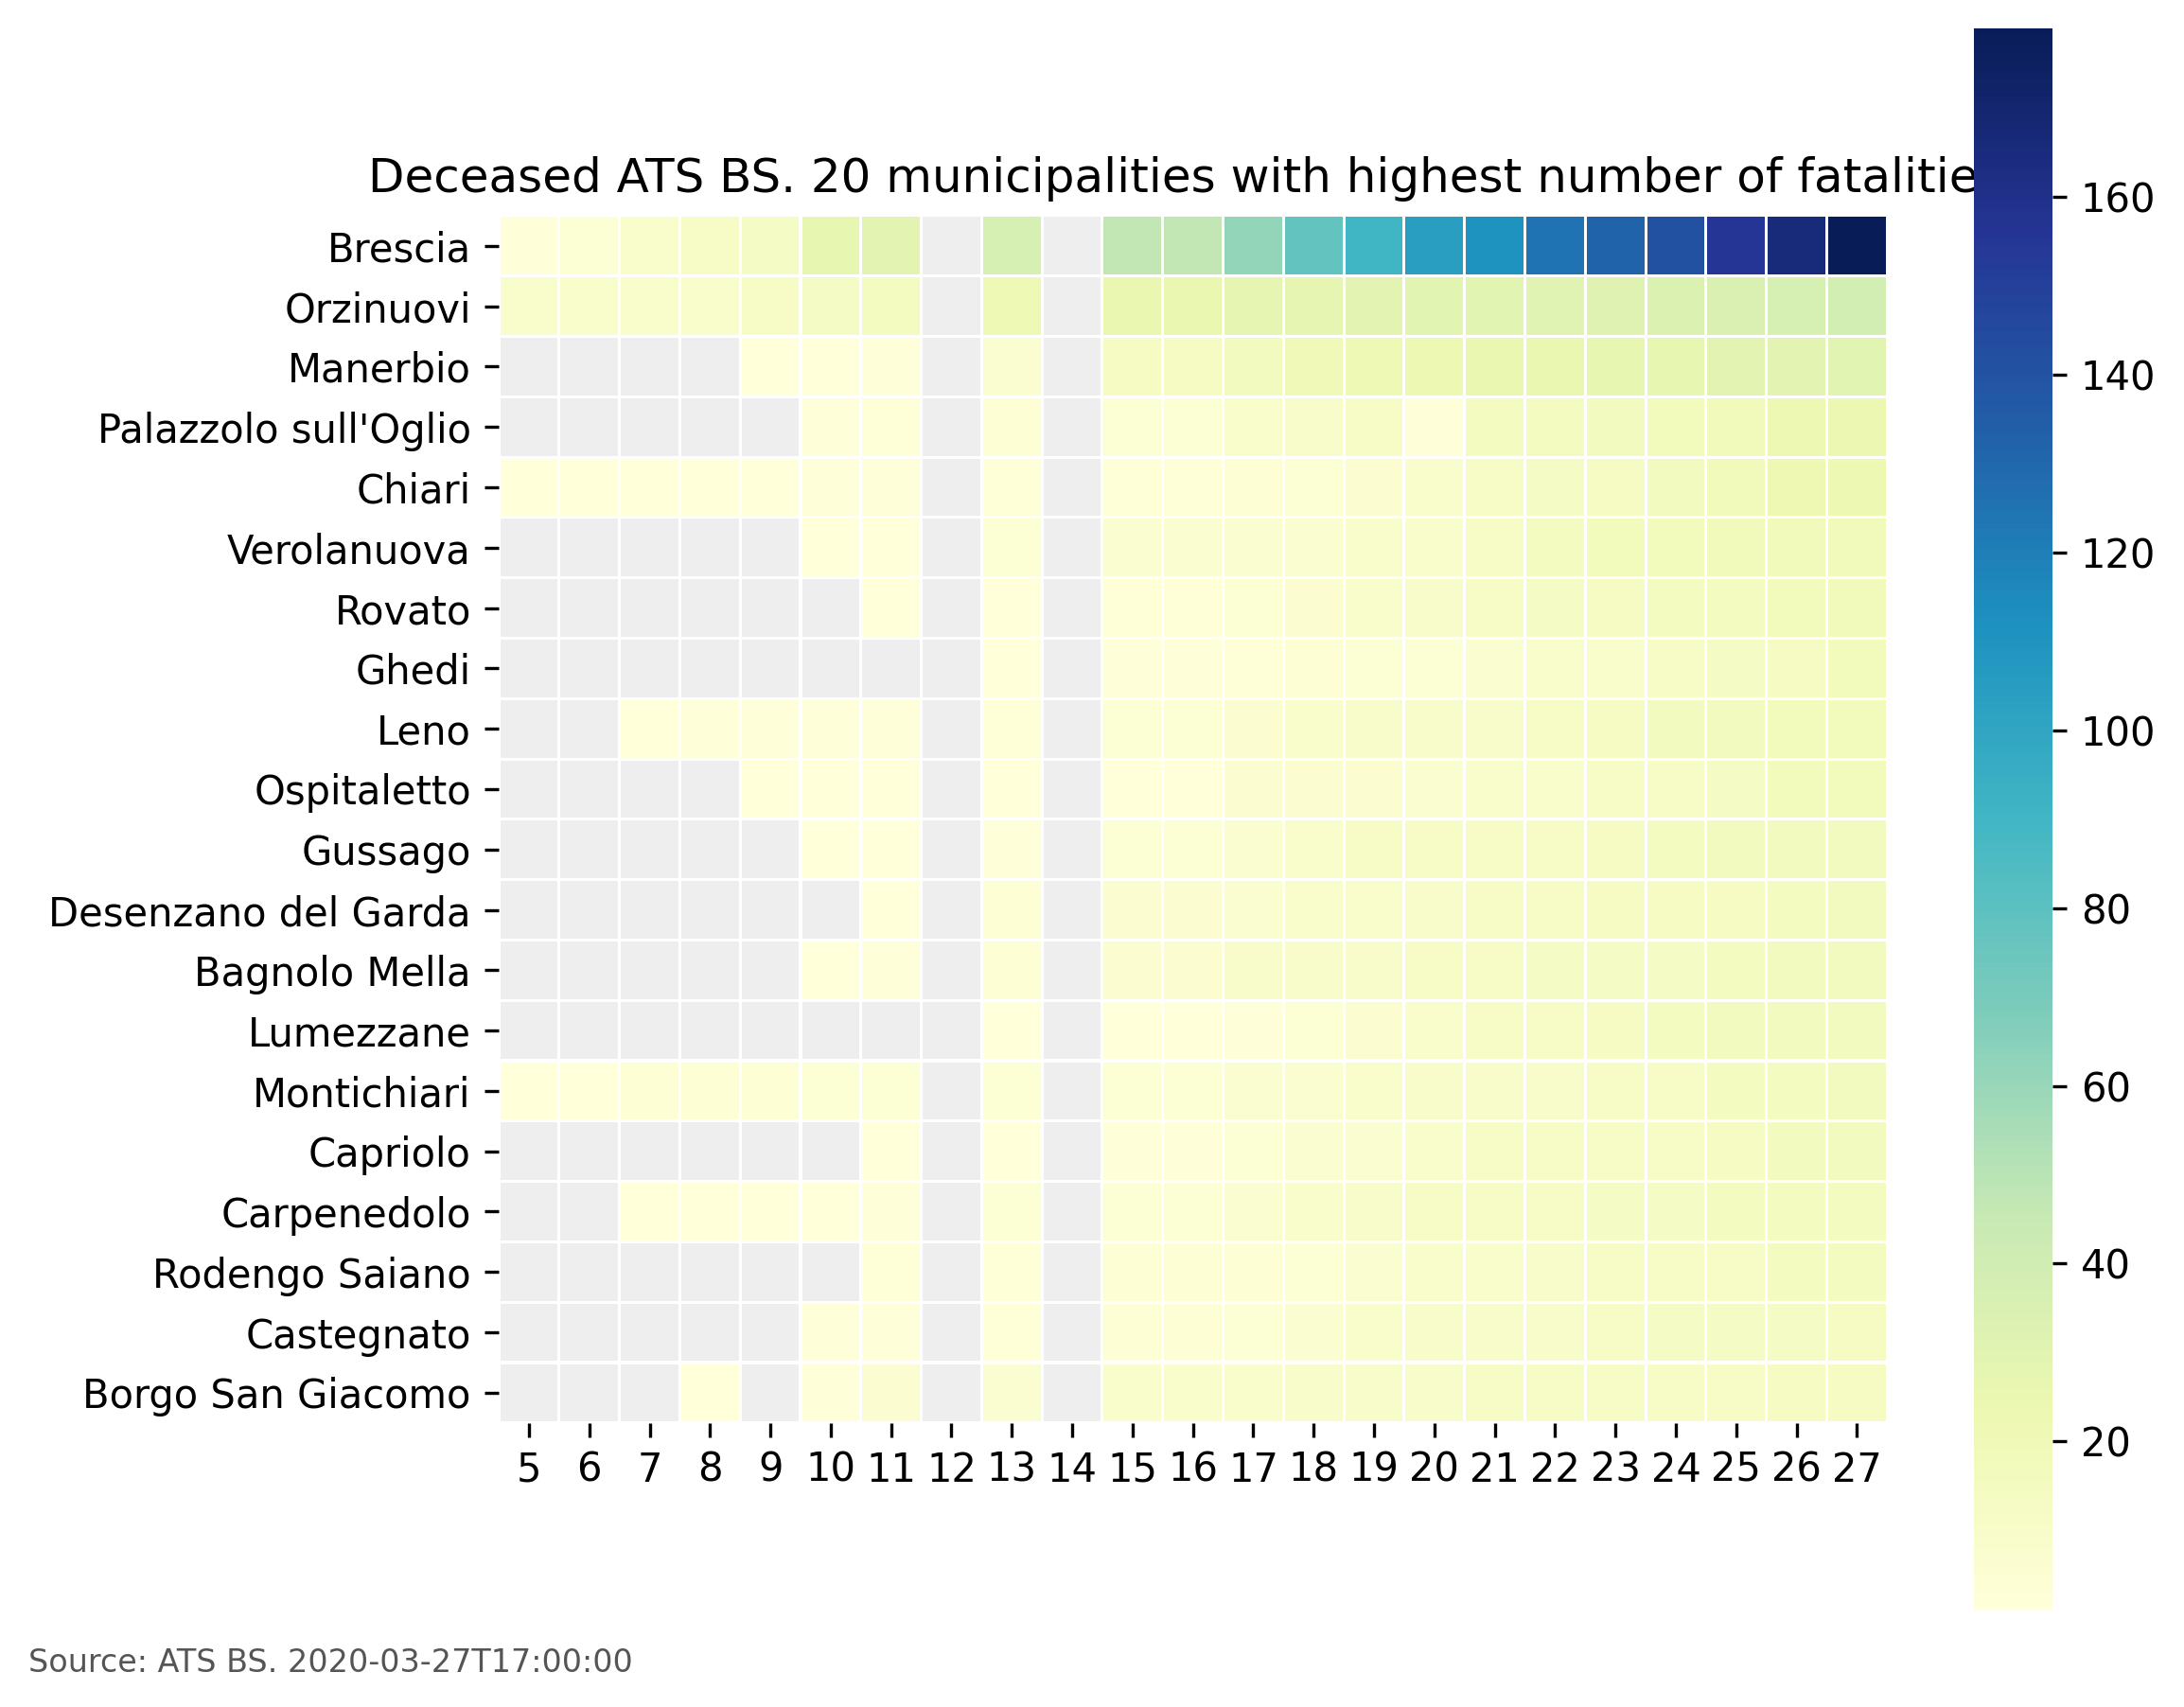 Deceased ATS BS. 20 municipalities with highest number of fatalitie
Brescia
Orzinuovi
Manerbio
Palazzolo sull'Oglio
Chiari
Verolanuova
Rovato
Ghedi
Leno
Ospitaletto
Gussago
Desenzano del Garda
Bagnolo Mella
Lumezzane
Montichiari
Capriolo
Carpenedolo
Rodengo Saiano
Castegnato
Borgo San Giacomo
5 6 7 8 9 10 11 12 13 14 15 16 17 18 19 20 21 22 23 24 25 26 27
160
140
120
100
80
60
40
20
Source: ATS BS. 2020-03-27T17:00:00